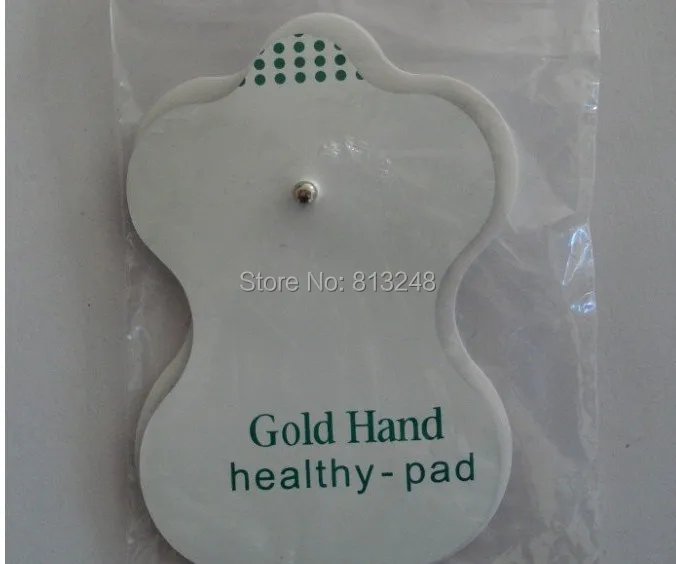 Store No: 813248
Gold Hand
healthy-pad